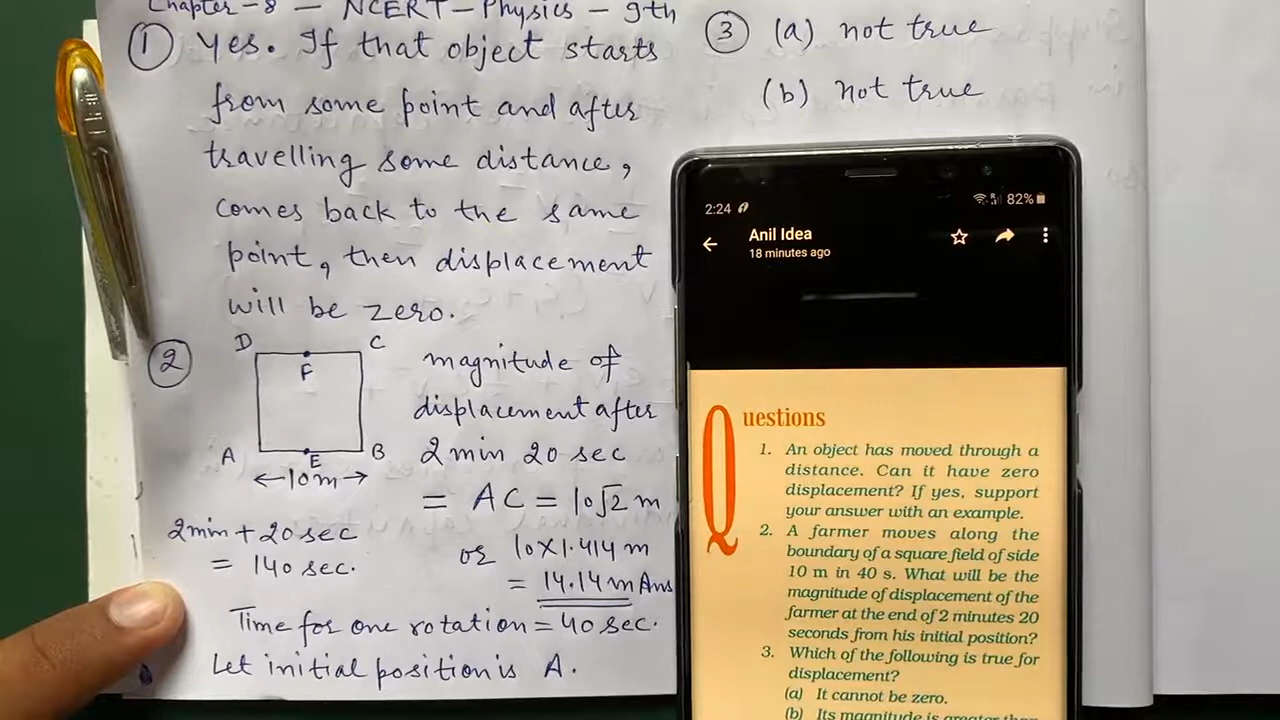 Chapter-8 — NCERT-Physics - 9th
① Yes. If that object starts
from some point and after
travelling some distance,
comes back to the same
point, then displacement
will be zero.
②
D
F
C
A
E
B
←10m→
magnitude of
displacement after
2 min 20 sec
= AC = 10√2 m
or 10×1.414 m
= 14.14 m Ans
2min+20sec
= 140 sec.
Time for one rotation = 40 sec.
Let initial position is A.
③ (a) not true
(b) not true
2:24
82%
Anil Idea
18 minutes ago
Questions
1. An object has moved through a
distance. Can it have zero
displacement? If yes, support
your answer with an example.
2. A farmer moves along the
boundary of a square field of side
10 m in 40 s. What will be the
magnitude of displacement of the
farmer at the end of 2 minutes 20
seconds from his initial position?
3. Which of the following is true for
displacement?
(a) It cannot be zero.
(b) Its magnitude is greater than